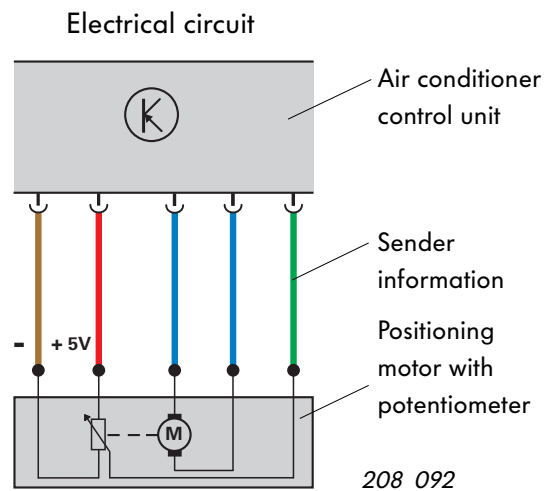 Electrical circuit
Air conditioner
control unit
Sender
information
- + 5V
Positioning
motor with
potentiometer
M
208 092